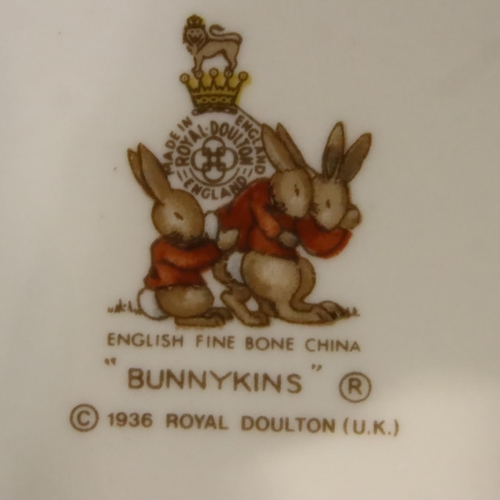 MADE IN ENGLAND
ROYAL·DOULTON
ENGLAND
ENGLISH FINE BONE CHINA
"BUNNYKINS" ®
© 1936 ROYAL DOULTON (U.K.)